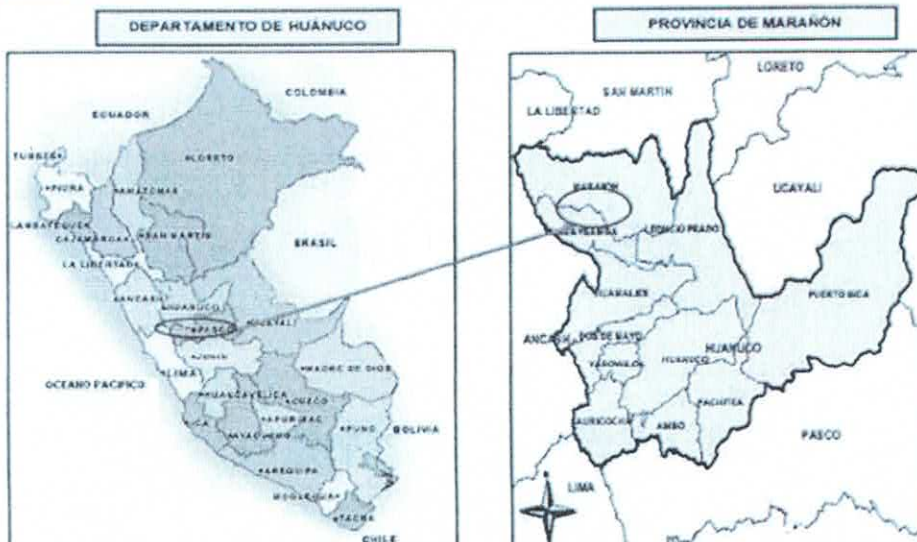 DEPARTAMENTO DE HUÁNUCO
COLOMBIA
ECUADOR
LORETO
TUMBES
PIURA
AMAZONAS
LAMBAYEQUE
CAJAMARCA
SAN MARTIN
BRASIL
LA LIBERTAD
ANCASH
HUANUCO
UCAYALI
PASCO
JUNIN
LIMA
MADRE DE DIOS
OCEANO PACIFICO
HUANCAVELICA
CUSCO
ICA
APURIMAC
AYACUCHO
PUNO
BOLIVIA
AREQUIPA
MOQUEGUA
TACNA
CHILE
PROVINCIA DE MARAÑÓN
LORETO
SAN MARTIN
LA LIBERTAD
MARAÑON
UCAYALI
LEONCIO PRADO
HUAMALIES
PUERTO INCA
ANCASH
DOS DE MAYO
HUANUCO
HUANUCO
YAROWILCA
PACHITEA
LAURICOCHA
AMBO
PASCO
LIMA